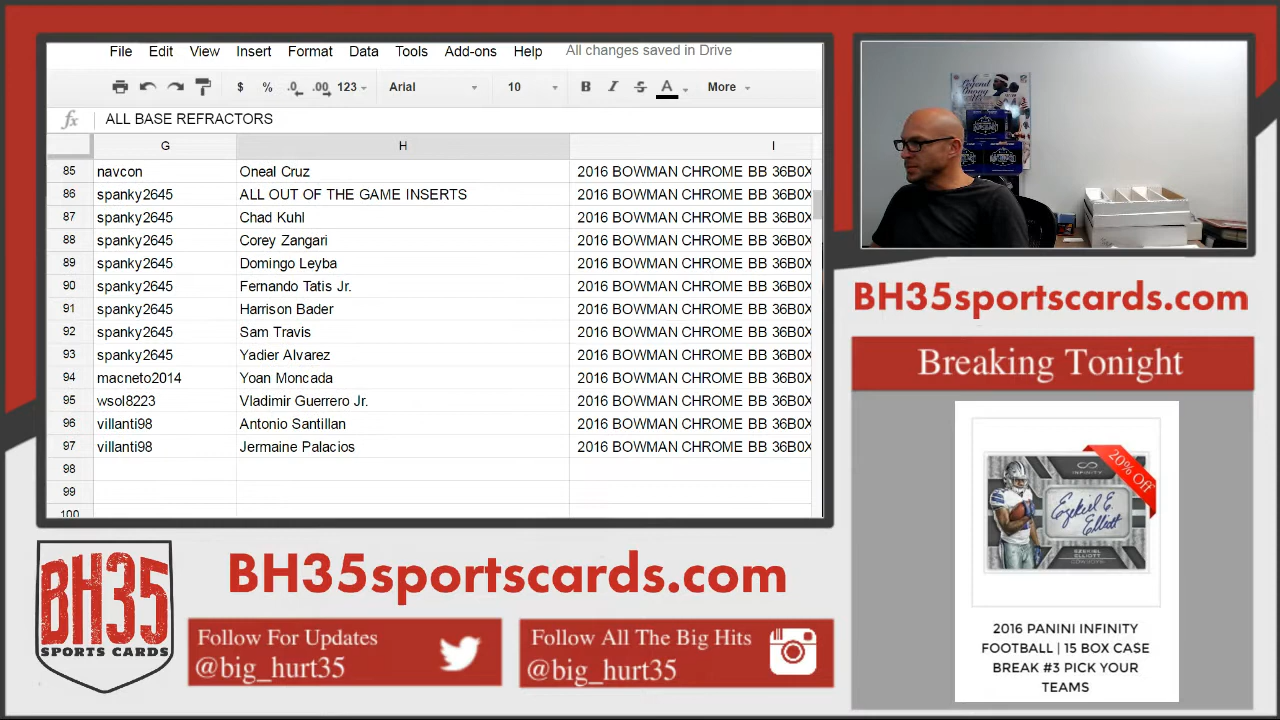 File Edit View Insert Format Data Tools Add-ons Help All changes saved in Drive
$ % .0 .00 123 Arial 10 B I S A More
fx ALL BASE REFRACTORS
G H I
85 navcon Oneal Cruz 2016 BOWMAN CHROME BB 36B0X
86 spanky2645 ALL OUT OF THE GAME INSERTS 2016 BOWMAN CHROME BB 36B0X
87 spanky2645 Chad Kuhl 2016 BOWMAN CHROME BB 36B0X
88 spanky2645 Corey Zangari 2016 BOWMAN CHROME BB 36B0X
89 spanky2645 Domingo Leyba 2016 BOWMAN CHROME BB 36B0X
90 spanky2645 Fernando Tatis Jr. 2016 BOWMAN CHROME BB 36B0X
91 spanky2645 Harrison Bader 2016 BOWMAN CHROME BB 36B0X
92 spanky2645 Sam Travis 2016 BOWMAN CHROME BB 36B0X
93 spanky2645 Yadier Alvarez 2016 BOWMAN CHROME BB 36B0X
94 macneto2014 Yoan Moncada 2016 BOWMAN CHROME BB 36B0X
95 wsol8223 Vladimir Guerrero Jr. 2016 BOWMAN CHROME BB 36B0X
96 villanti98 Antonio Santillan 2016 BOWMAN CHROME BB 36B0X
97 villanti98 Jermaine Palacios 2016 BOWMAN CHROME BB 36B0X
98
99
100
A Legend Among
BH35sportscards.com
Breaking Tonight
20% Off
INFINITY
Ezekiel E.
Elliott
EZEKIEL
ELLIOTT
COWBOYS
2016 PANINI INFINITY
FOOTBALL | 15 BOX CASE
BREAK #3 PICK YOUR
TEAMS
BH35
SPORTS CARDS
BH35sportscards.com
Follow For Updates
@big_hurt35
Follow All The Big Hits
@big_hurt35